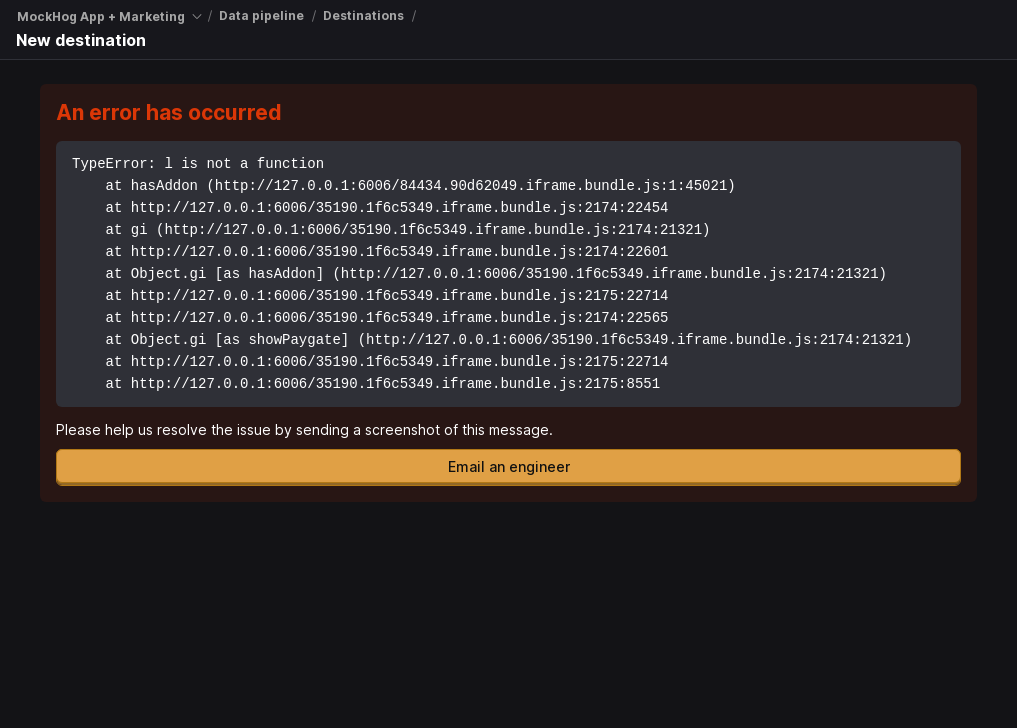 MockHog App + Marketing / Data pipeline / Destinations /
New destination
An error has occurred
TypeError: l is not a function
    at hasAddon (http://127.0.0.1:6006/84434.90d62049.iframe.bundle.js:1:45021)
    at http://127.0.0.1:6006/35190.1f6c5349.iframe.bundle.js:2174:22454
    at gi (http://127.0.0.1:6006/35190.1f6c5349.iframe.bundle.js:2174:21321)
    at http://127.0.0.1:6006/35190.1f6c5349.iframe.bundle.js:2174:22601
    at Object.gi [as hasAddon] (http://127.0.0.1:6006/35190.1f6c5349.iframe.bundle.js:2174:21321)
    at http://127.0.0.1:6006/35190.1f6c5349.iframe.bundle.js:2175:22714
    at http://127.0.0.1:6006/35190.1f6c5349.iframe.bundle.js:2174:22565
    at Object.gi [as showPaygate] (http://127.0.0.1:6006/35190.1f6c5349.iframe.bundle.js:2174:21321)
    at http://127.0.0.1:6006/35190.1f6c5349.iframe.bundle.js:2175:22714
    at http://127.0.0.1:6006/35190.1f6c5349.iframe.bundle.js:2175:8551
Please help us resolve the issue by sending a screenshot of this message.
Email an engineer